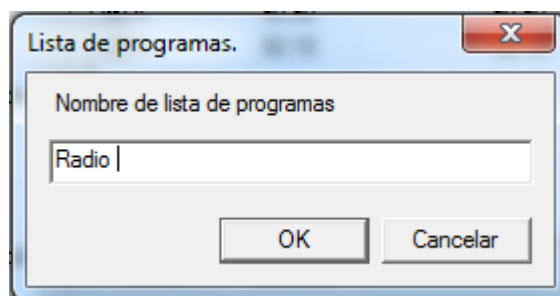 Lista de programas.
Nombre de lista de programas
Radio
OK Cancelar